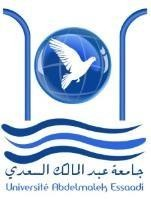 جامعة عبد المالك السعدي
Université Abdelmalek Essaadi